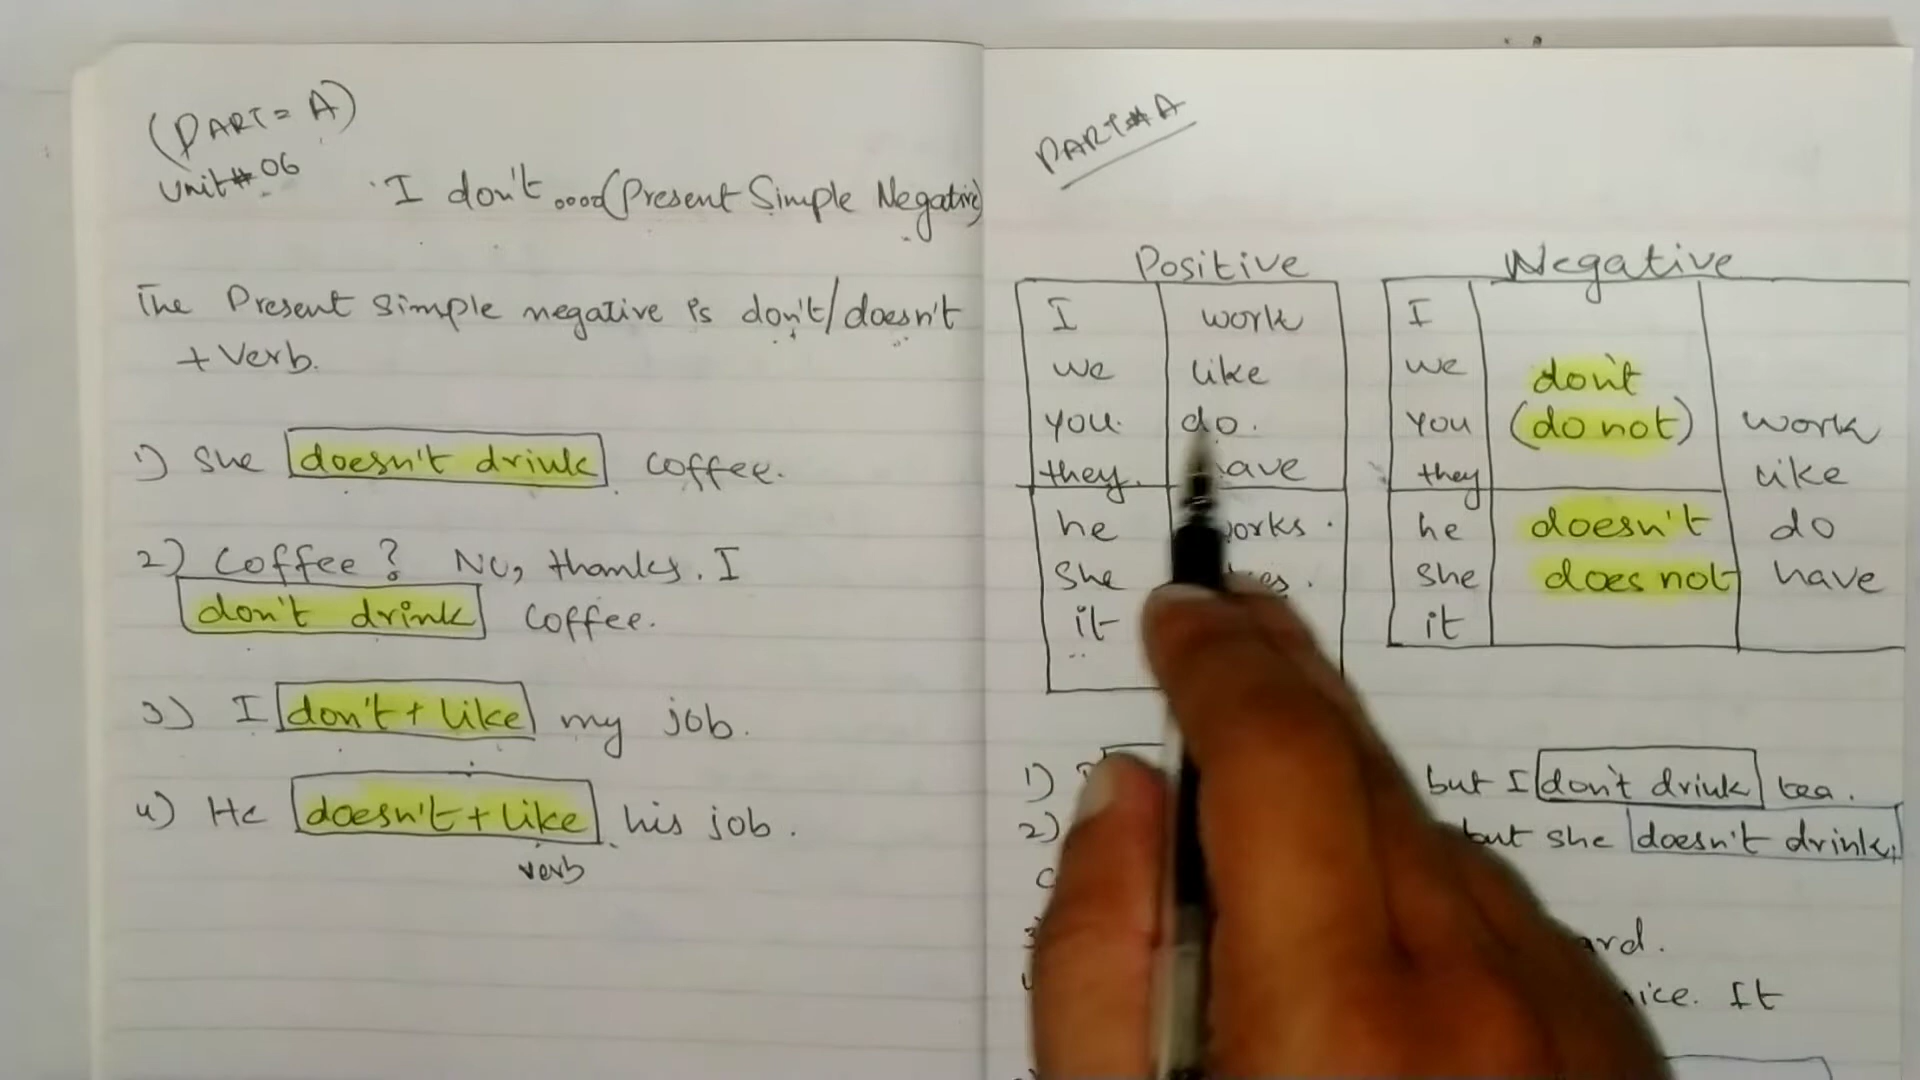 (PART= A)
Unit# 06
I don't ....(Present Simple Negative)
The Present simple negative is don't/doesn't
+ Verb.
1) She doesn't drink coffee.
2) Coffee? No, thanks. I
don't drink coffee.
3) I don't + like my job.
4) He doesn't + like his job.
verb
PART# A
Positive
I work
we like
you do.
they. have
he works.
she
it
Negative
I
we don't
you (do not) work
they like
he doesn't do
she does not have
it
1) but I don't drink tea.
2) but she doesn't drink
nice. It